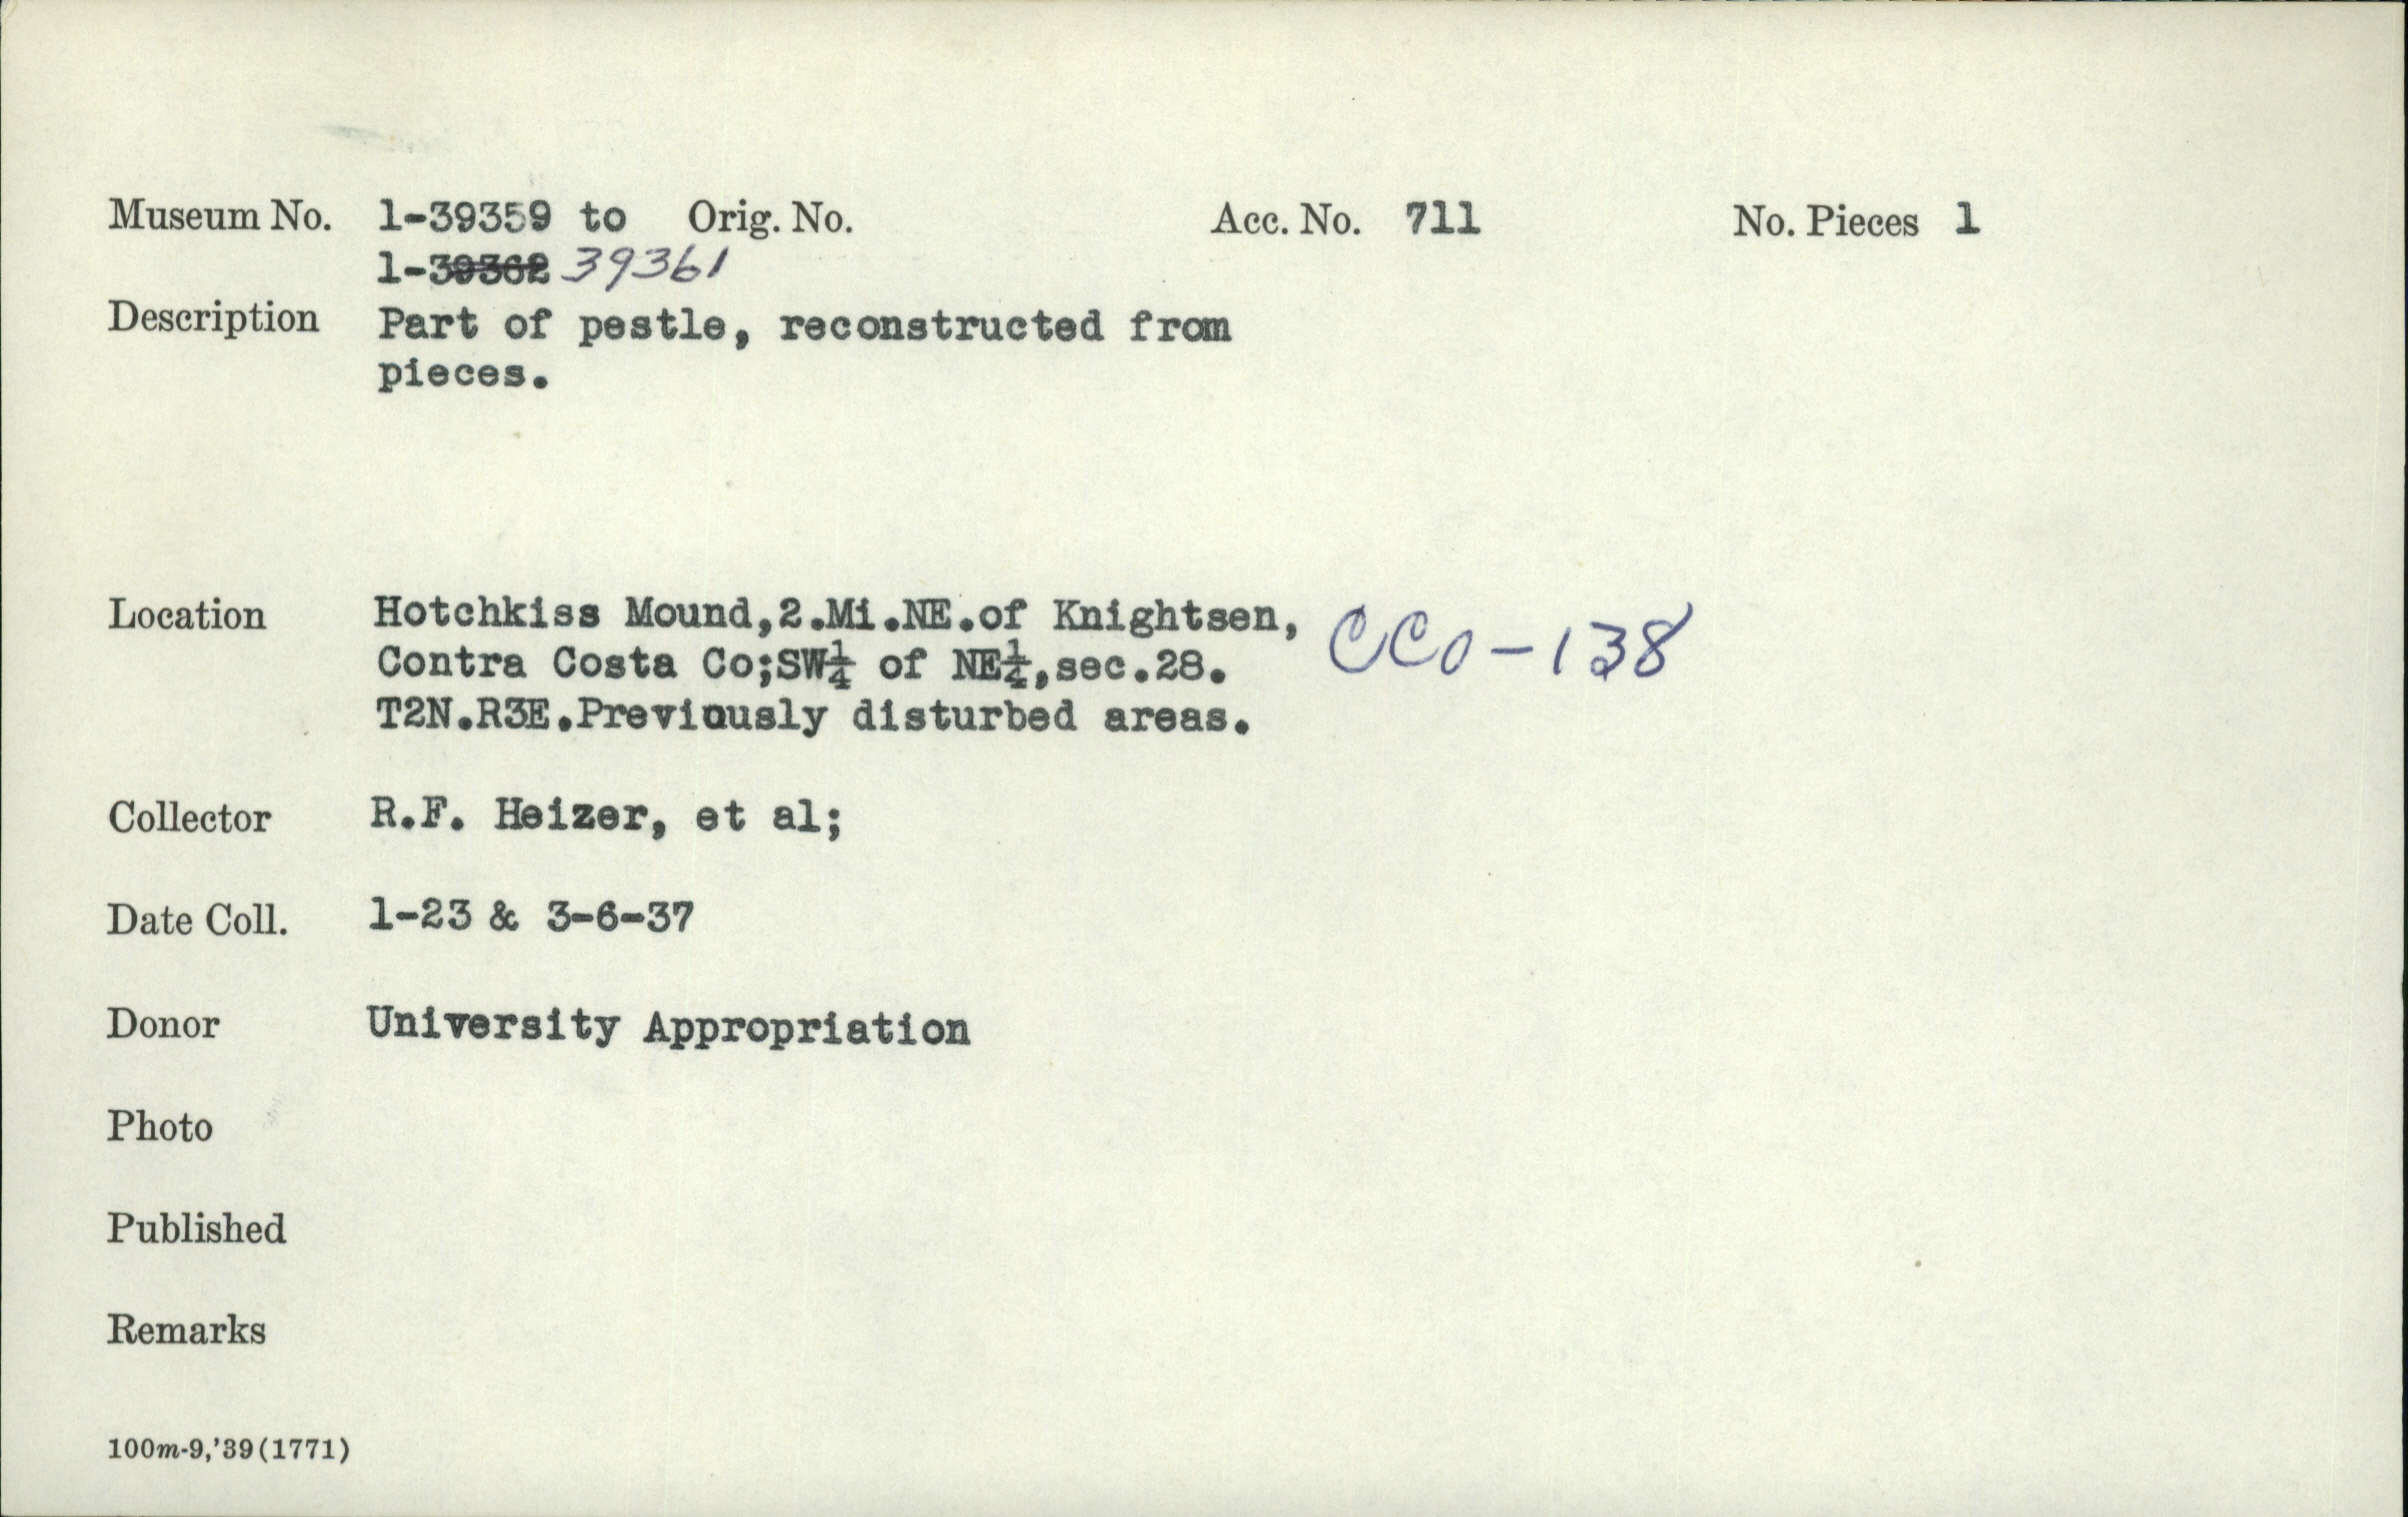 Museum No. 1-39359 to Orig. No. Acc. No. 711 No. Pieces 1
1-39362 39361
Description Part of pestle, reconstructed from
pieces.
Location Hotchkiss Mound,2.Mi.NE.of Knightsen,
Contra Costa Co;SW¼ of NE¼,sec.28. CCo-138
T2N.R3E.Previously disturbed areas.
Collector R.F. Heizer, et al;
Date Coll. 1-23 & 3-6-37
Donor University Appropriation
Photo
Published
Remarks
100m-9,'39(1771)